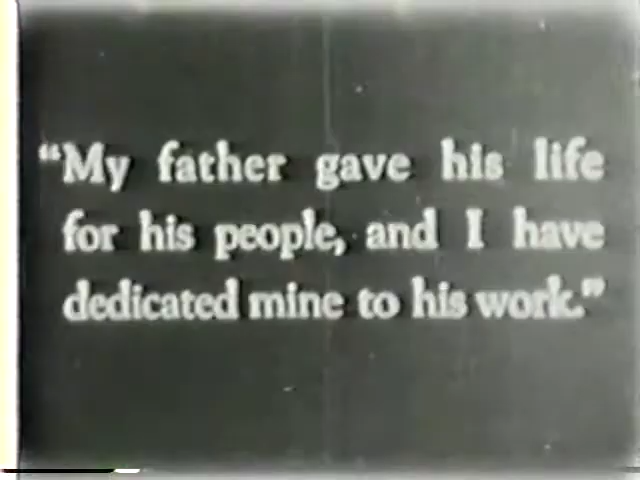 “My father gave his life
for his people, and I have
dedicated mine to his work.”